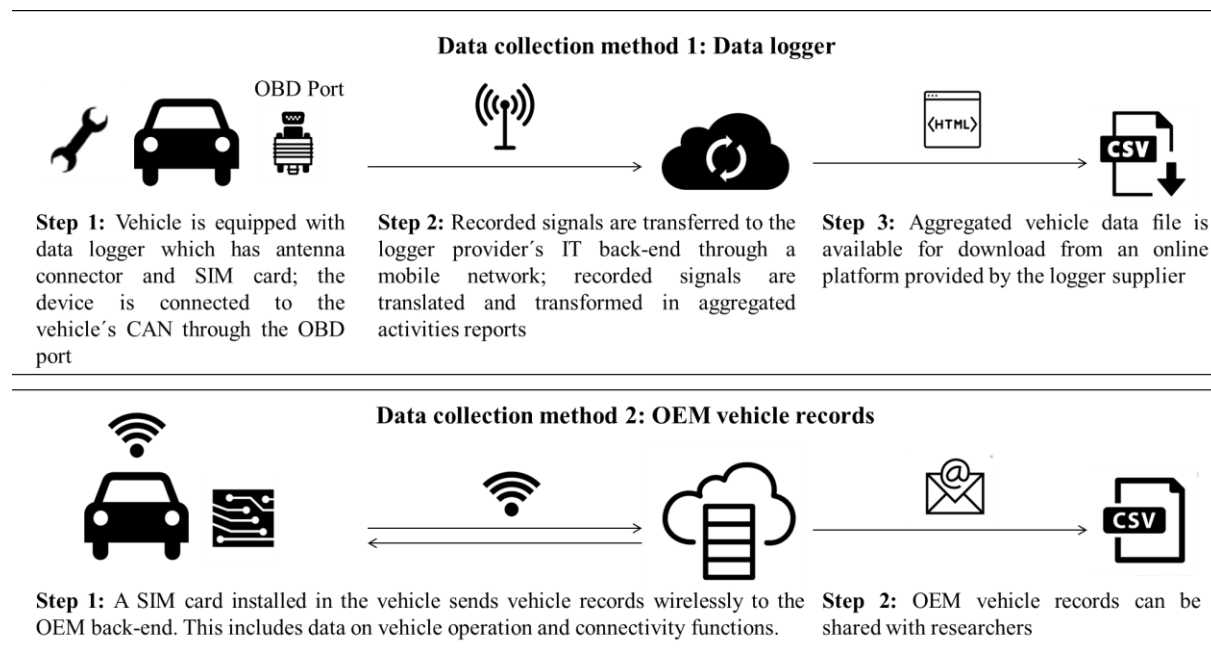 Data collection method 1: Data logger
OBD Port
<HTML>
CSV
Step 1: Vehicle is equipped with
data logger which has antenna
connector and SIM card; the
device is connected to the
vehicle´s CAN through the OBD
port
Step 2: Recorded signals are transferred to the
logger provider´s IT back-end through a
mobile network; recorded signals are
translated and transformed in aggregated
activities reports
Step 3: Aggregated vehicle data file is
available for download from an online
platform provided by the logger supplier
Data collection method 2: OEM vehicle records
@
CSV
Step 1: A SIM card installed in the vehicle sends vehicle records wirelessly to the
OEM back-end. This includes data on vehicle operation and connectivity functions.
Step 2: OEM vehicle records can be
shared with researchers